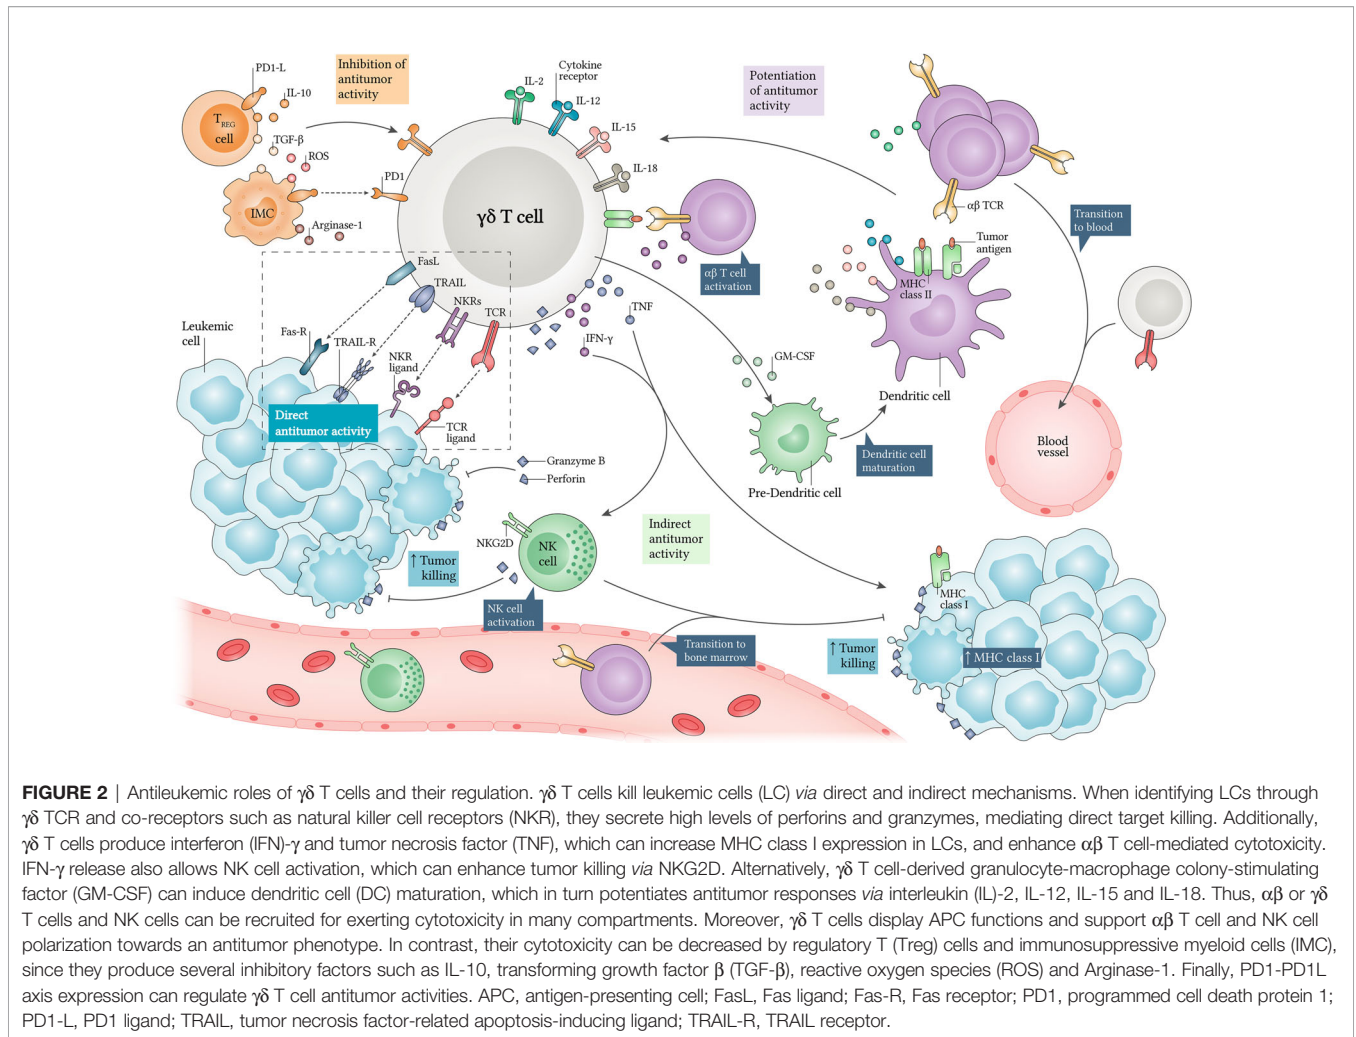 PD1-L
IL-10
T REG
cell
TGF-β
ROS
IMC
PD1
Arginase-1
Inhibition of
antitumor
activity
IL-2
Cytokine
receptor
IL-12
IL-15
IL-18
γδ T cell
Potentiation
of antitumor
activity
αβ TCR
Transition
to blood
Tumor
antigen
MHC
class II
αβ T cell
activation
FasL
TRAIL
NKRs
TCR
TNF
IFN-γ
Leukemic
cell
Fas-R
TRAIL-R
NKR
ligand
TCR
ligand
Direct
antitumor activity
GM-CSF
Dendritic cell
Dendritic cell
maturation
Pre-Dendritic cell
Blood
vessel
Granzyme B
Perforin
NKG2D
NK
cell
Indirect
antitumor
activity
↑ Tumor
killing
NK cell
activation
Transition to
bone marrow
MHC
class I
↑ Tumor
killing
↑ MHC class I
FIGURE 2 | Antileukemic roles of γδ T cells and their regulation. γδ T cells kill leukemic cells (LC) via direct and indirect mechanisms. When identifying LCs through
γδ TCR and co-receptors such as natural killer cell receptors (NKR), they secrete high levels of perforins and granzymes, mediating direct target killing. Additionally,
γδ T cells produce interferon (IFN)-γ and tumor necrosis factor (TNF), which can increase MHC class I expression in LCs, and enhance αβ T cell-mediated cytotoxicity.
IFN-γ release also allows NK cell activation, which can enhance tumor killing via NKG2D. Alternatively, γδ T cell-derived granulocyte-macrophage colony-stimulating
factor (GM-CSF) can induce dendritic cell (DC) maturation, which in turn potentiates antitumor responses via interleukin (IL)-2, IL-12, IL-15 and IL-18. Thus, αβ or γδ
T cells and NK cells can be recruited for exerting cytotoxicity in many compartments. Moreover, γδ T cells display APC functions and support αβ T cell and NK cell
polarization towards an antitumor phenotype. In contrast, their cytotoxicity can be decreased by regulatory T (Treg) cells and immunosuppressive myeloid cells (IMC),
since they produce several inhibitory factors such as IL-10, transforming growth factor β (TGF-β), reactive oxygen species (ROS) and Arginase-1. Finally, PD1-PD1L
axis expression can regulate γδ T cell antitumor activities. APC, antigen-presenting cell; FasL, Fas ligand; Fas-R, Fas receptor; PD1, programmed cell death protein 1;
PD1-L, PD1 ligand; TRAIL, tumor necrosis factor-related apoptosis-inducing ligand; TRAIL-R, TRAIL receptor.